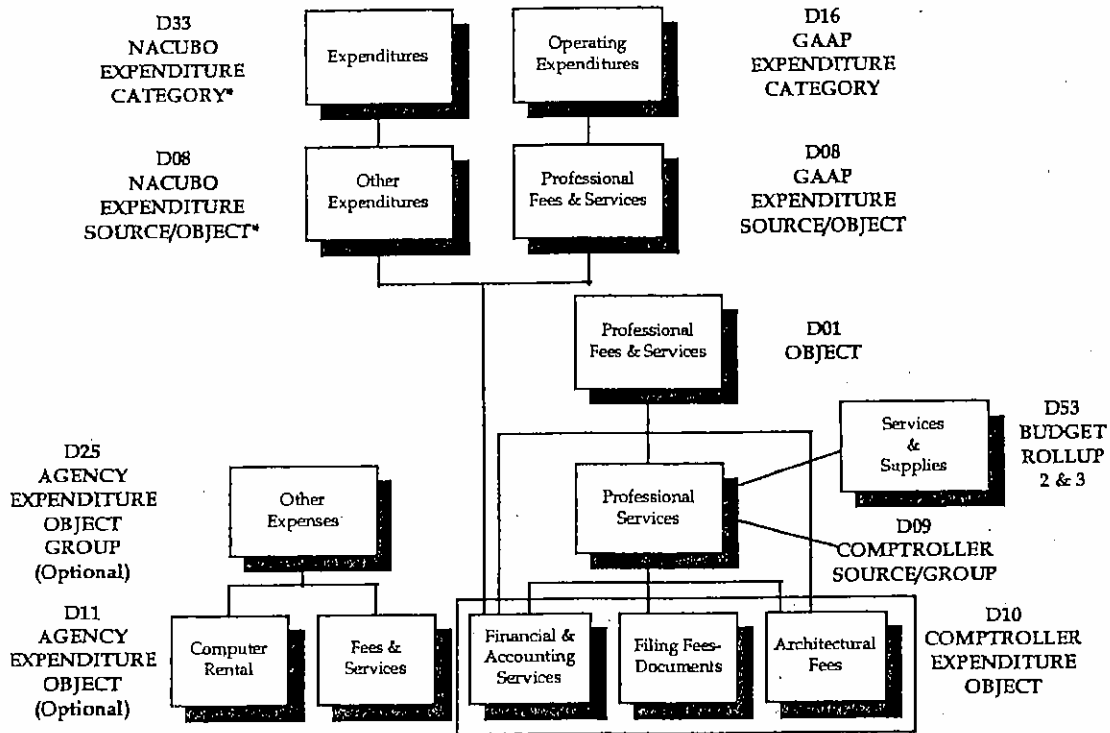 D33
NACUBO
EXPENDITURE
CATEGORY*
Expenditures
Operating
Expenditures
D16
GAAP
EXPENDITURE
CATEGORY
D08
NACUBO
EXPENDITURE
SOURCE/OBJECT*
Other
Expenditures
Professional
Fees & Services
D08
GAAP
EXPENDITURE
SOURCE/OBJECT
Professional
Fees & Services
D01
OBJECT
D25
AGENCY
EXPENDITURE
OBJECT
GROUP
(Optional)
Other
Expenses
Professional
Services
Services
&
Supplies
D53
BUDGET
ROLLUP
2 & 3
D09
COMPTROLLER
SOURCE/GROUP
D11
AGENCY
EXPENDITURE
OBJECT
(Optional)
Computer
Rental
Fees &
Services
Financial &
Accounting
Services
Filing Fees-
Documents
Architectural
Fees
D10
COMPTROLLER
EXPENDITURE
OBJECT